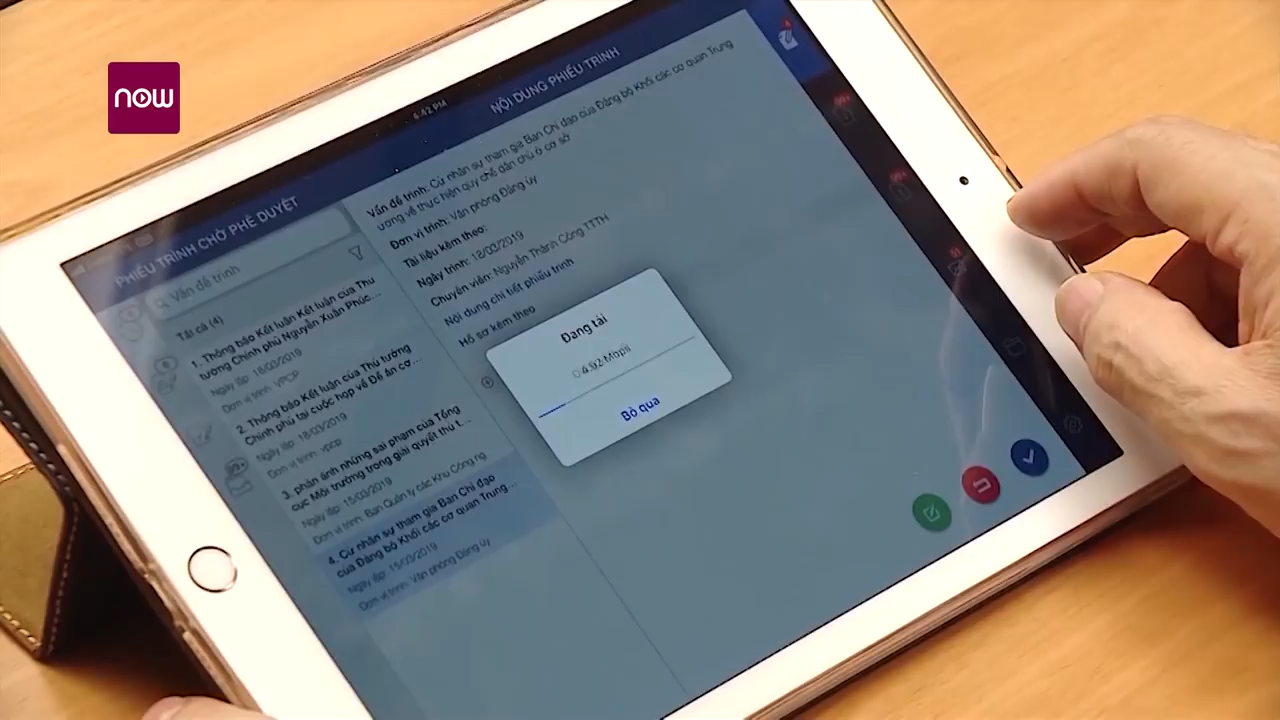 now
4:42 PM
PHIẾU TRÌNH CHỜ PHÊ DUYỆT
Vấn đề trình
Tất cả (4)
1. Thông báo Kết luận Kết luận của Thủ
tướng Chính phủ Nguyễn Xuân Phúc...
Ngày lập: 18/03/2019
Đơn vị trình: VPCP
2. Thông báo Kết luận của Thủ tướng
Chính phủ tại cuộc họp về Đề án cơ...
Ngày lập: 18/03/2019
Đơn vị trình: vpcp
3. phản ánh những sai phạm của Tổng
cục Môi trường trong giải quyết thủ t...
Ngày lập: 15/03/2019
Đơn vị trình: Ban Quản lý các Khu Công ng
4. Cử nhân sự tham gia Ban Chỉ đạo
của Đảng bộ Khối các cơ quan Trung...
Ngày lập: 15/03/2019
Đơn vị trình: Văn phòng Đảng ủy
NỘI DUNG PHIẾU TRÌNH
Vấn đề trình: Cử nhân sự tham gia Ban Chỉ đạo của Đảng bộ Khối các cơ quan Trung
ương về thực hiện quy chế dân chủ ở cơ sở
Đơn vị trình: Văn phòng Đảng ủy
Tài liệu kèm theo:
Ngày trình: 18/03/2019
Chuyên viên: Nguyễn Thành Công TTTH
Nội dung chi tiết phiếu trình
Hồ sơ kèm theo
Đang tải
Bỏ qua